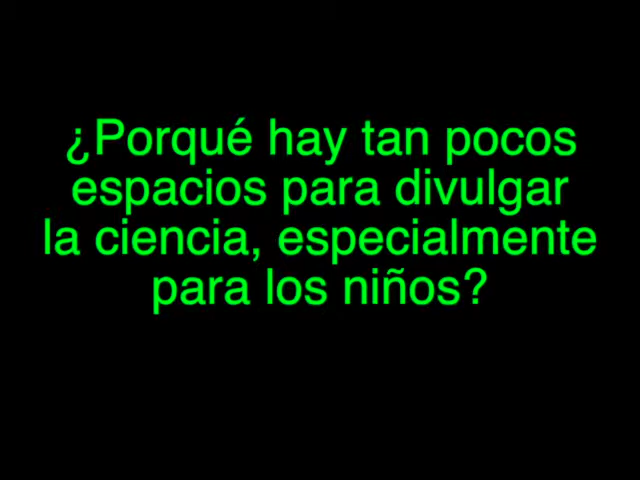 ¿Porqué hay tan pocos
espacios para divulgar
la ciencia, especialmente
para los niños?